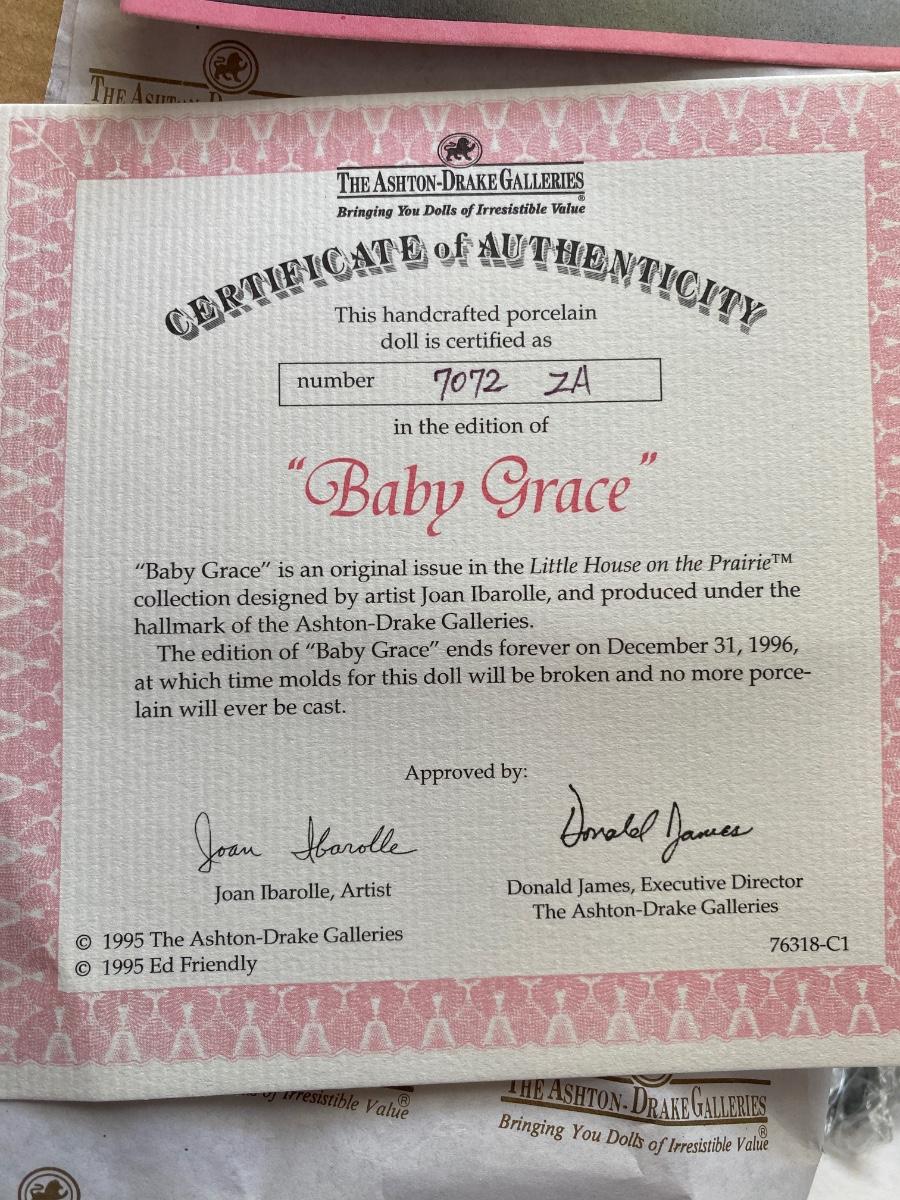 THE ASHTON-DRAKE GALLERIES
®
Bringing You Dolls of Irresistible Value
CERTIFICATE of AUTHENTICITY
This handcrafted porcelain
doll is certified as
number 7072 ZA
in the edition of
“Baby Grace”
“Baby Grace” is an original issue in the Little House on the Prairie™
collection designed by artist Joan Ibarolle, and produced under the
hallmark of the Ashton-Drake Galleries.
The edition of “Baby Grace” ends forever on December 31, 1996,
at which time molds for this doll will be broken and no more porce-
lain will ever be cast.
Approved by:
Joan Ibarolle
Donald James
Joan Ibarolle, Artist
Donald James, Executive Director
The Ashton-Drake Galleries
© 1995 The Ashton-Drake Galleries
© 1995 Ed Friendly
76318-C1
of Irresistible Value
®
THE ASHTON-DRAKE GALLERIES
®
Bringing You Dolls of Irresistible Value